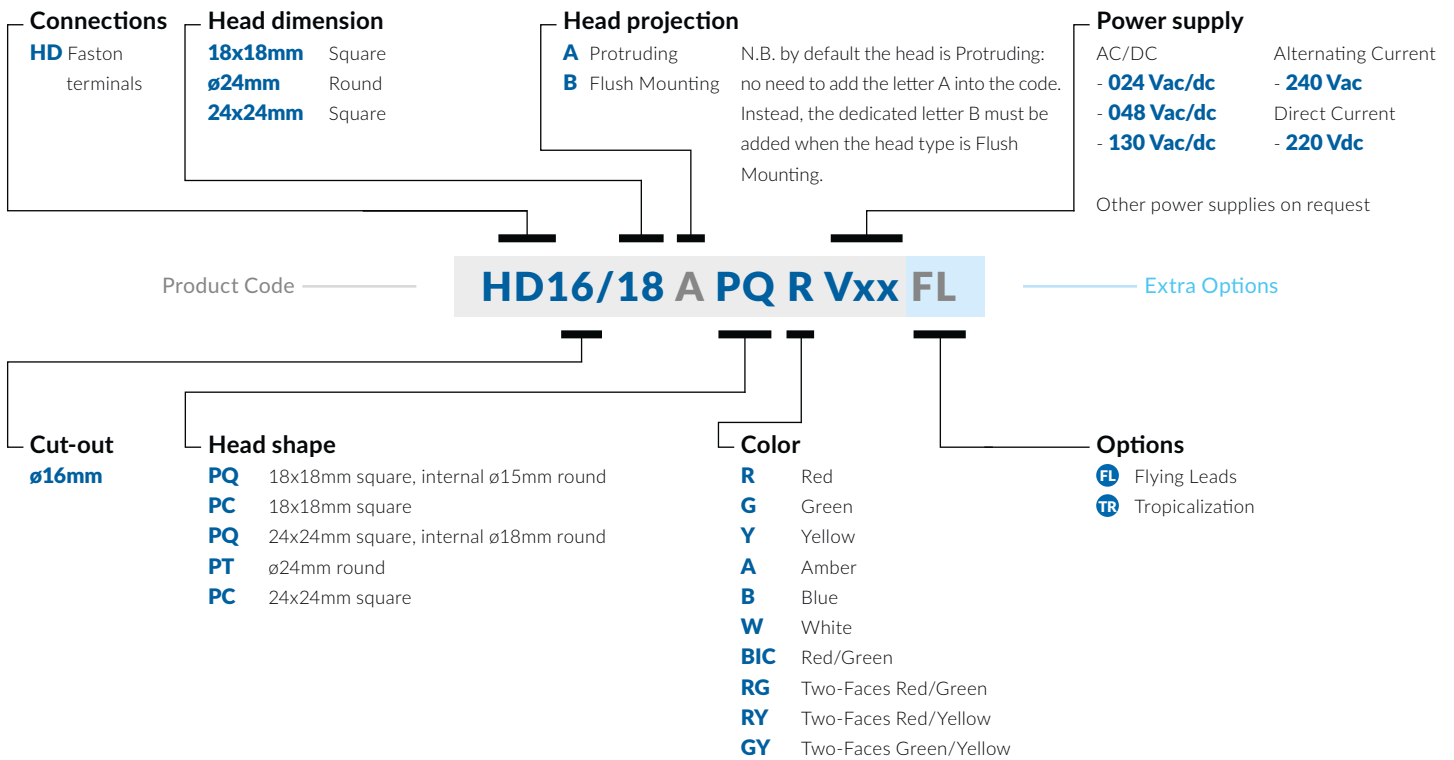 Connections
HD Faston
terminals
Head dimension
18x18mm Square
ø24mm Round
24x24mm Square
Head projection
A Protruding
B Flush Mounting
N.B. by default the head is Protruding:
no need to add the letter A into the code.
Instead, the dedicated letter B must be
added when the head type is Flush
Mounting.
Power supply
AC/DC
- 024 Vac/dc
- 048 Vac/dc
- 130 Vac/dc
Alternating Current
- 240 Vac
Direct Current
- 220 Vdc
Other power supplies on request
Product Code
HD16/18 A PQ R Vxx FL
Extra Options
Cut-out
ø16mm
Head shape
PQ 18x18mm square, internal ø15mm round
PC 18x18mm square
PQ 24x24mm square, internal ø18mm round
PT ø24mm round
PC 24x24mm square
Color
R Red
G Green
Y Yellow
A Amber
B Blue
W White
BIC Red/Green
RG Two-Faces Red/Green
RY Two-Faces Red/Yellow
GY Two-Faces Green/Yellow
Options
FL Flying Leads
TR Tropicalization